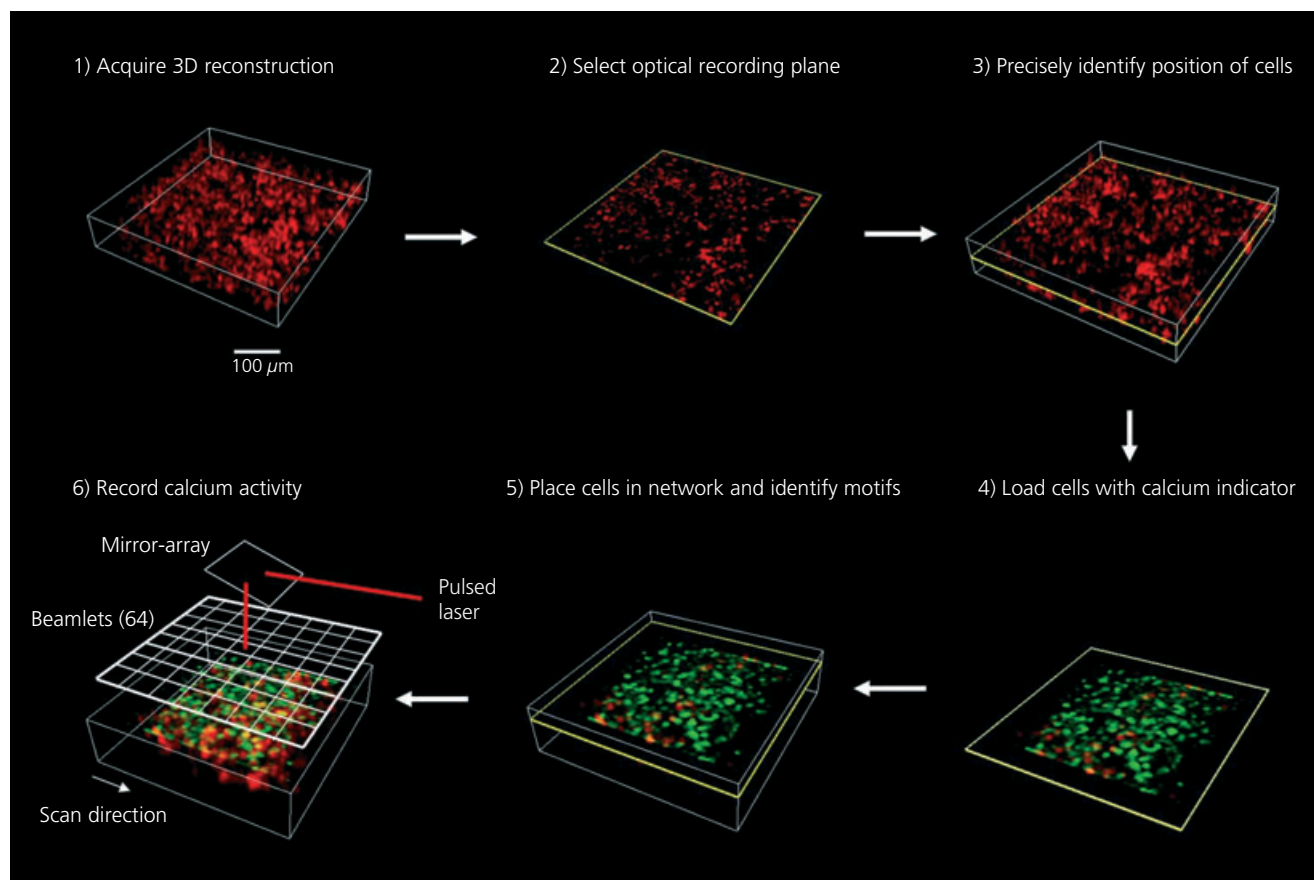 1) Acquire 3D reconstruction
2) Select optical recording plane
3) Precisely identify position of cells
100 µm
6) Record calcium activity
5) Place cells in network and identify motifs
4) Load cells with calcium indicator
Mirror-array
Pulsed
laser
Beamlets (64)
Scan direction